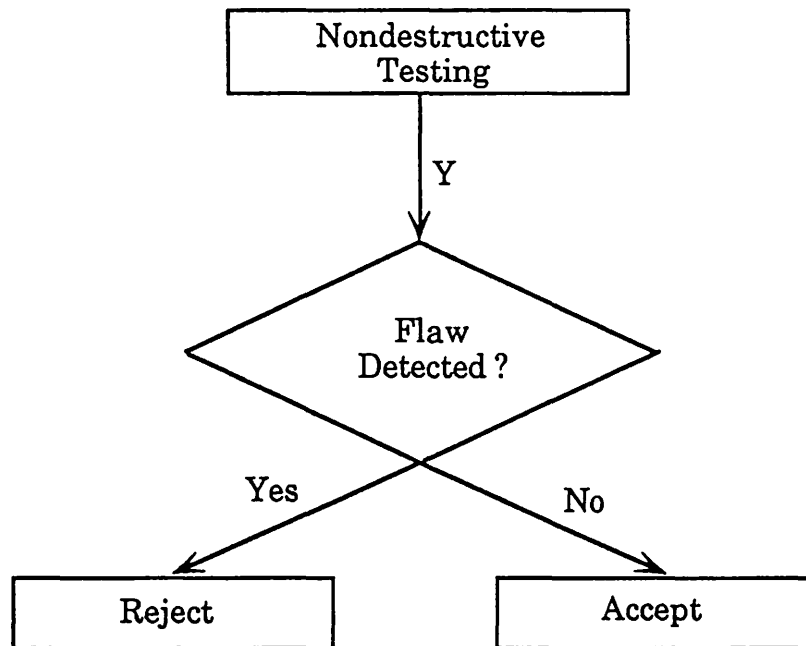 Nondestructive
Testing
Y
Flaw
Detected ?
Yes
No
Reject
Accept